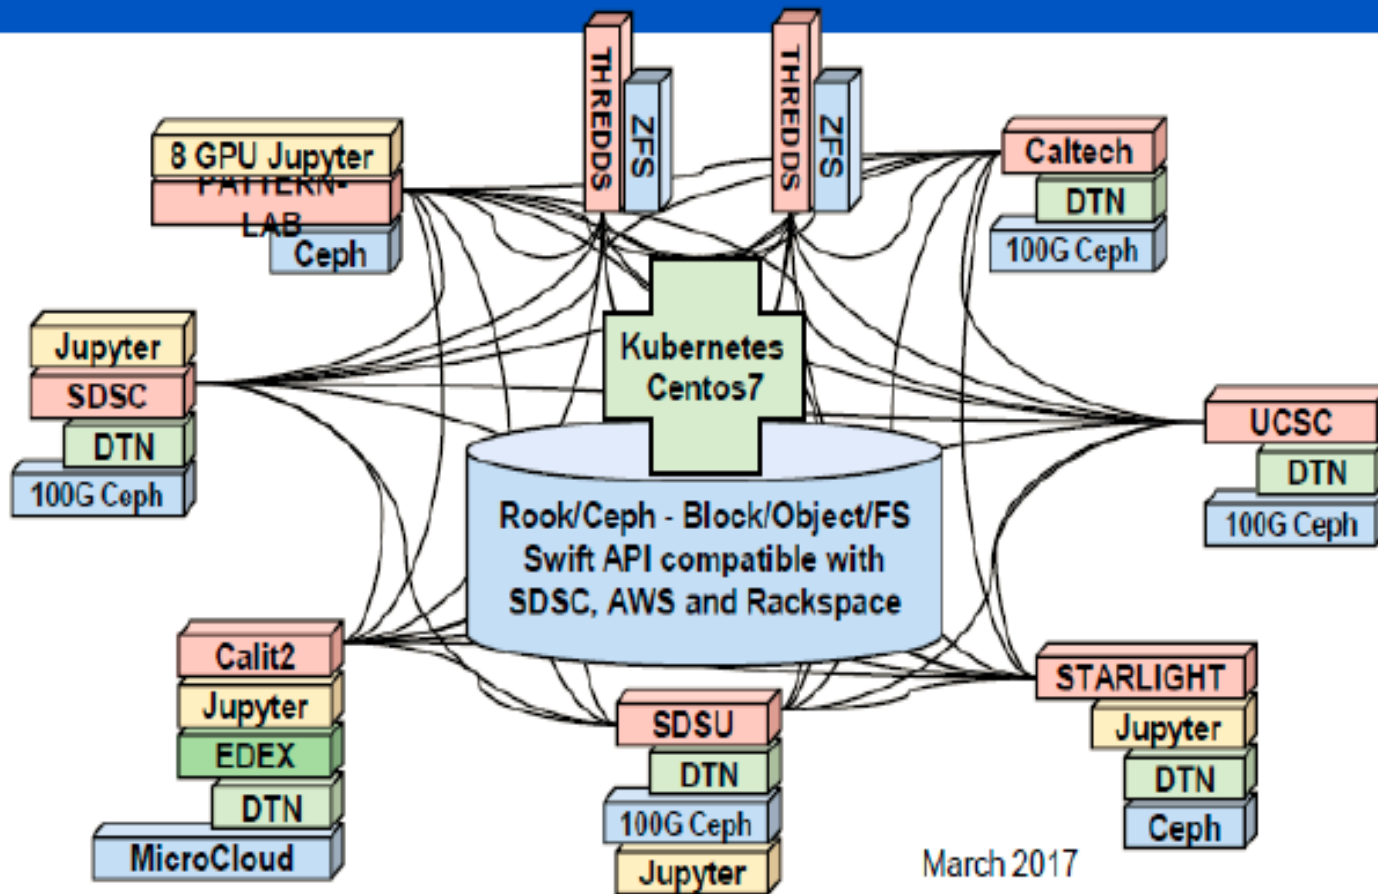 THREDDS
ZFS
THREDDS
ZFS
8 GPU Jupyter
PATTERN-
LAB
Ceph
Caltech
DTN
100G Ceph
Jupyter
SDSC
DTN
100G Ceph
Kubernetes
Centos7
UCSC
DTN
100G Ceph
Rook/Ceph - Block/Object/FS
Swift API compatible with
SDSC, AWS and Rackspace
Calit2
Jupyter
EDEX
DTN
MicroCloud
SDSU
DTN
100G Ceph
Jupyter
STARLIGHT
Jupyter
DTN
Ceph
March 2017